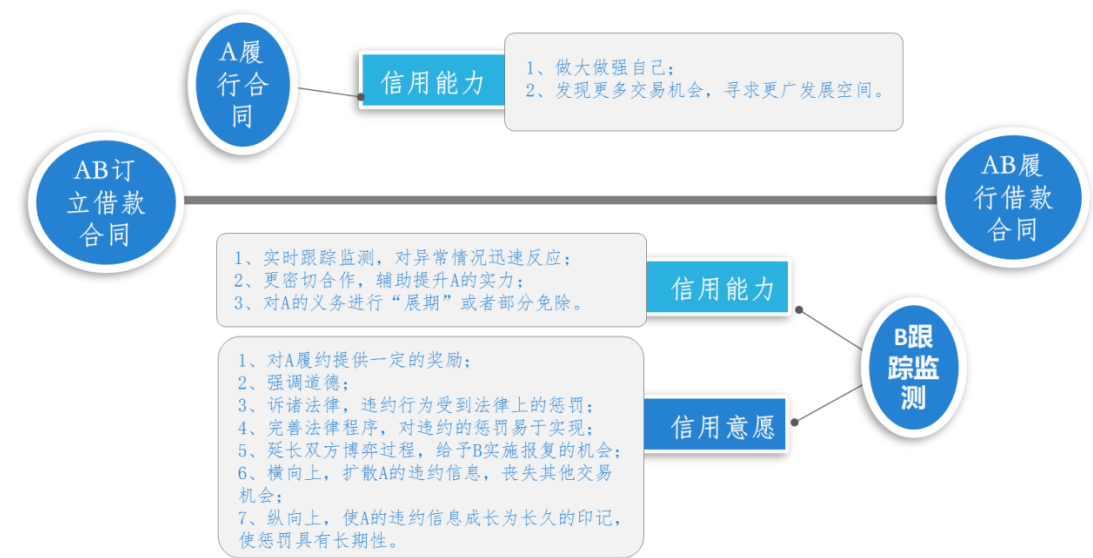 A履
行合
同
信用能力
1、做大做强自己；
2、发现更多交易机会，寻求更广发展空间。
AB订
立借款
合同
AB履
行借款
合同
1、实时跟踪监测，对异常情况迅速反应；
2、更密切合作，辅助提升A的实力；
3、对A的义务进行“展期”或者部分免除。
信用能力
B跟
踪监
测
1、对A履约提供一定的奖励；
2、强调道德；
3、诉诸法律，违约行为受到法律上的惩罚；
4、完善法律程序，对违约的惩罚易于实现；
5、延长双方博弈过程，给予B实施报复的机会；
6、横向上，扩散A的违约信息，丧失其他交易
机会；
7、纵向上，使A的违约信息成长为长久的印记，
使惩罚具有长期性。
信用意愿